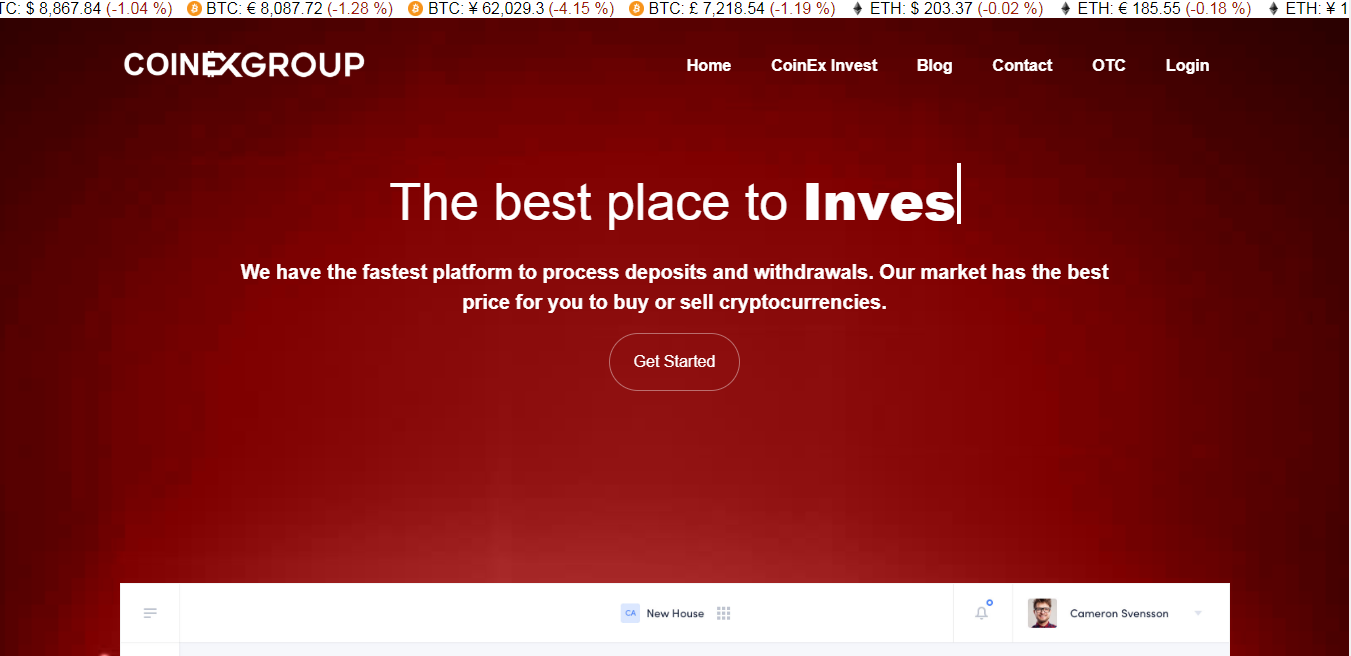 TC: $ 8,867.84 (-1.04 %) BTC: € 8,087.72 (-1.28 %) BTC: ¥ 62,029.3 (-4.15 %) BTC: £ 7,218.54 (-1.19 %) ETH: $ 203.37 (-0.02 %) ETH: € 185.55 (-0.18 %) ETH: ¥ 1
COINEXGROUP Home CoinEx Invest Blog Contact OTC Login
The best place to Inves
We have the fastest platform to process deposits and withdrawals. Our market has the best
price for you to buy or sell cryptocurrencies.
Get Started
CA New House Cameron Svensson